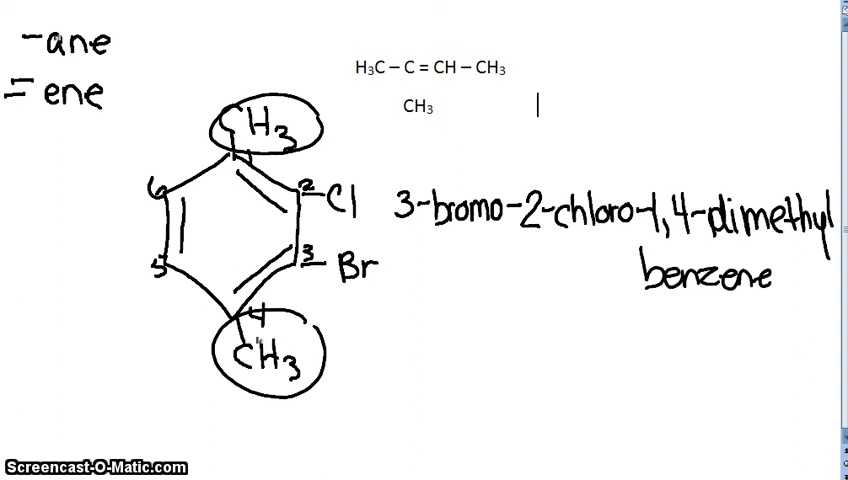 -ane
= ene
H₃C – C = CH – CH₃
CH₃
CH3
1
2
Cl
6
3-bromo-2-chloro-1,4-dimethyl
benzene
3
Br
5
4
CH3
Screencast-O-Matic.com